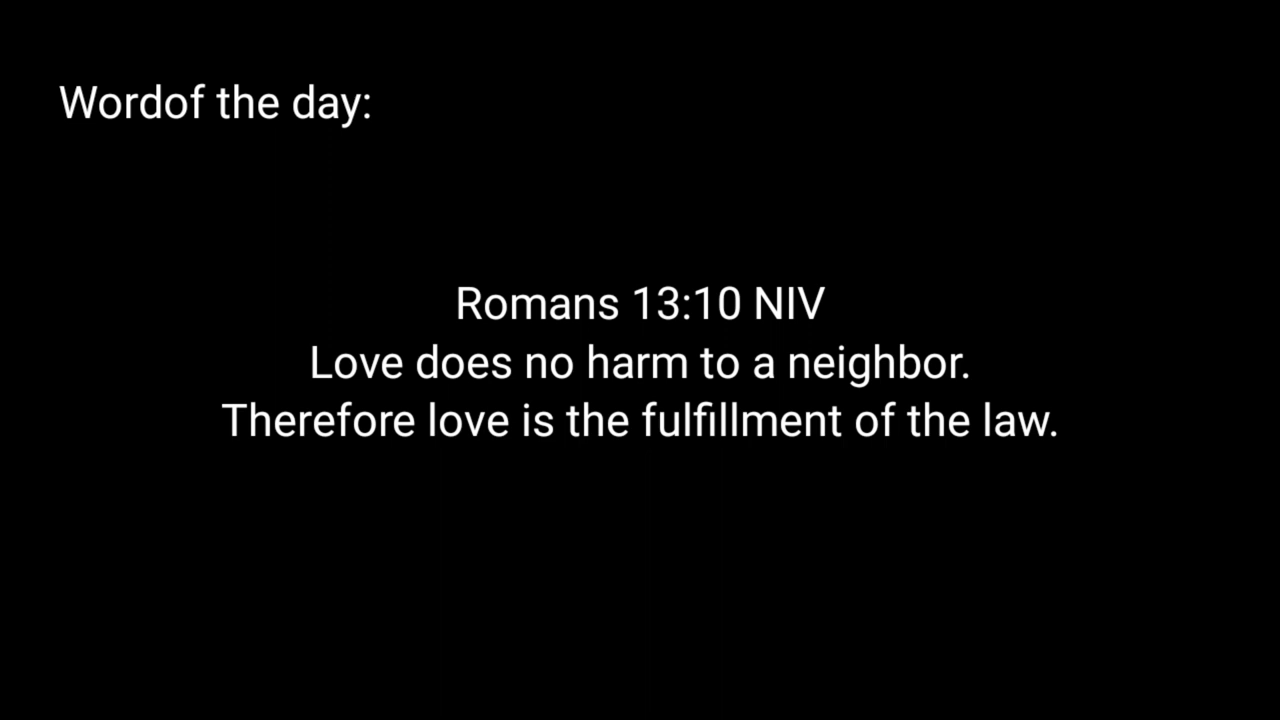 Wordof the day:
Romans 13:10 NIV
Love does no harm to a neighbor.
Therefore love is the fulfillment of the law.